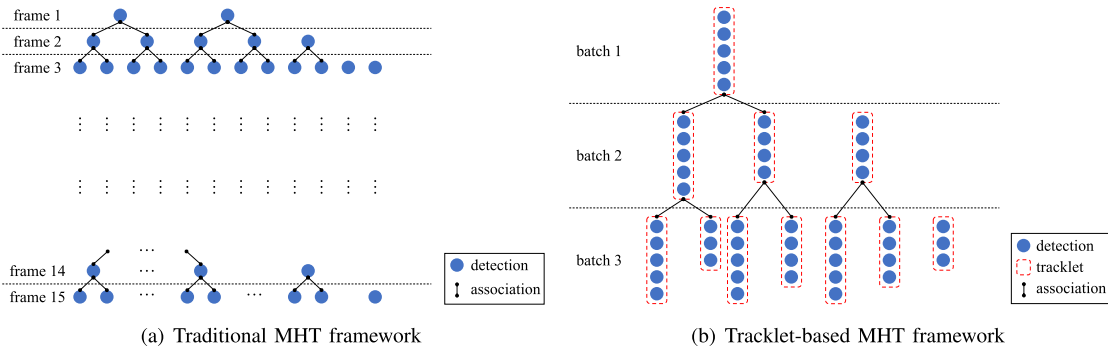 frame 1
frame 2
frame 3
frame 14
frame 15
detection
association
(a) Traditional MHT framework
batch 1
batch 2
batch 3
detection
tracklet
association
(b) Tracklet-based MHT framework